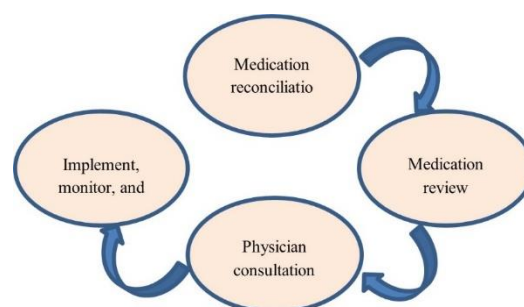 Medication
reconciliatio
Medication
review
Physician
consultation
Implement,
monitor, and